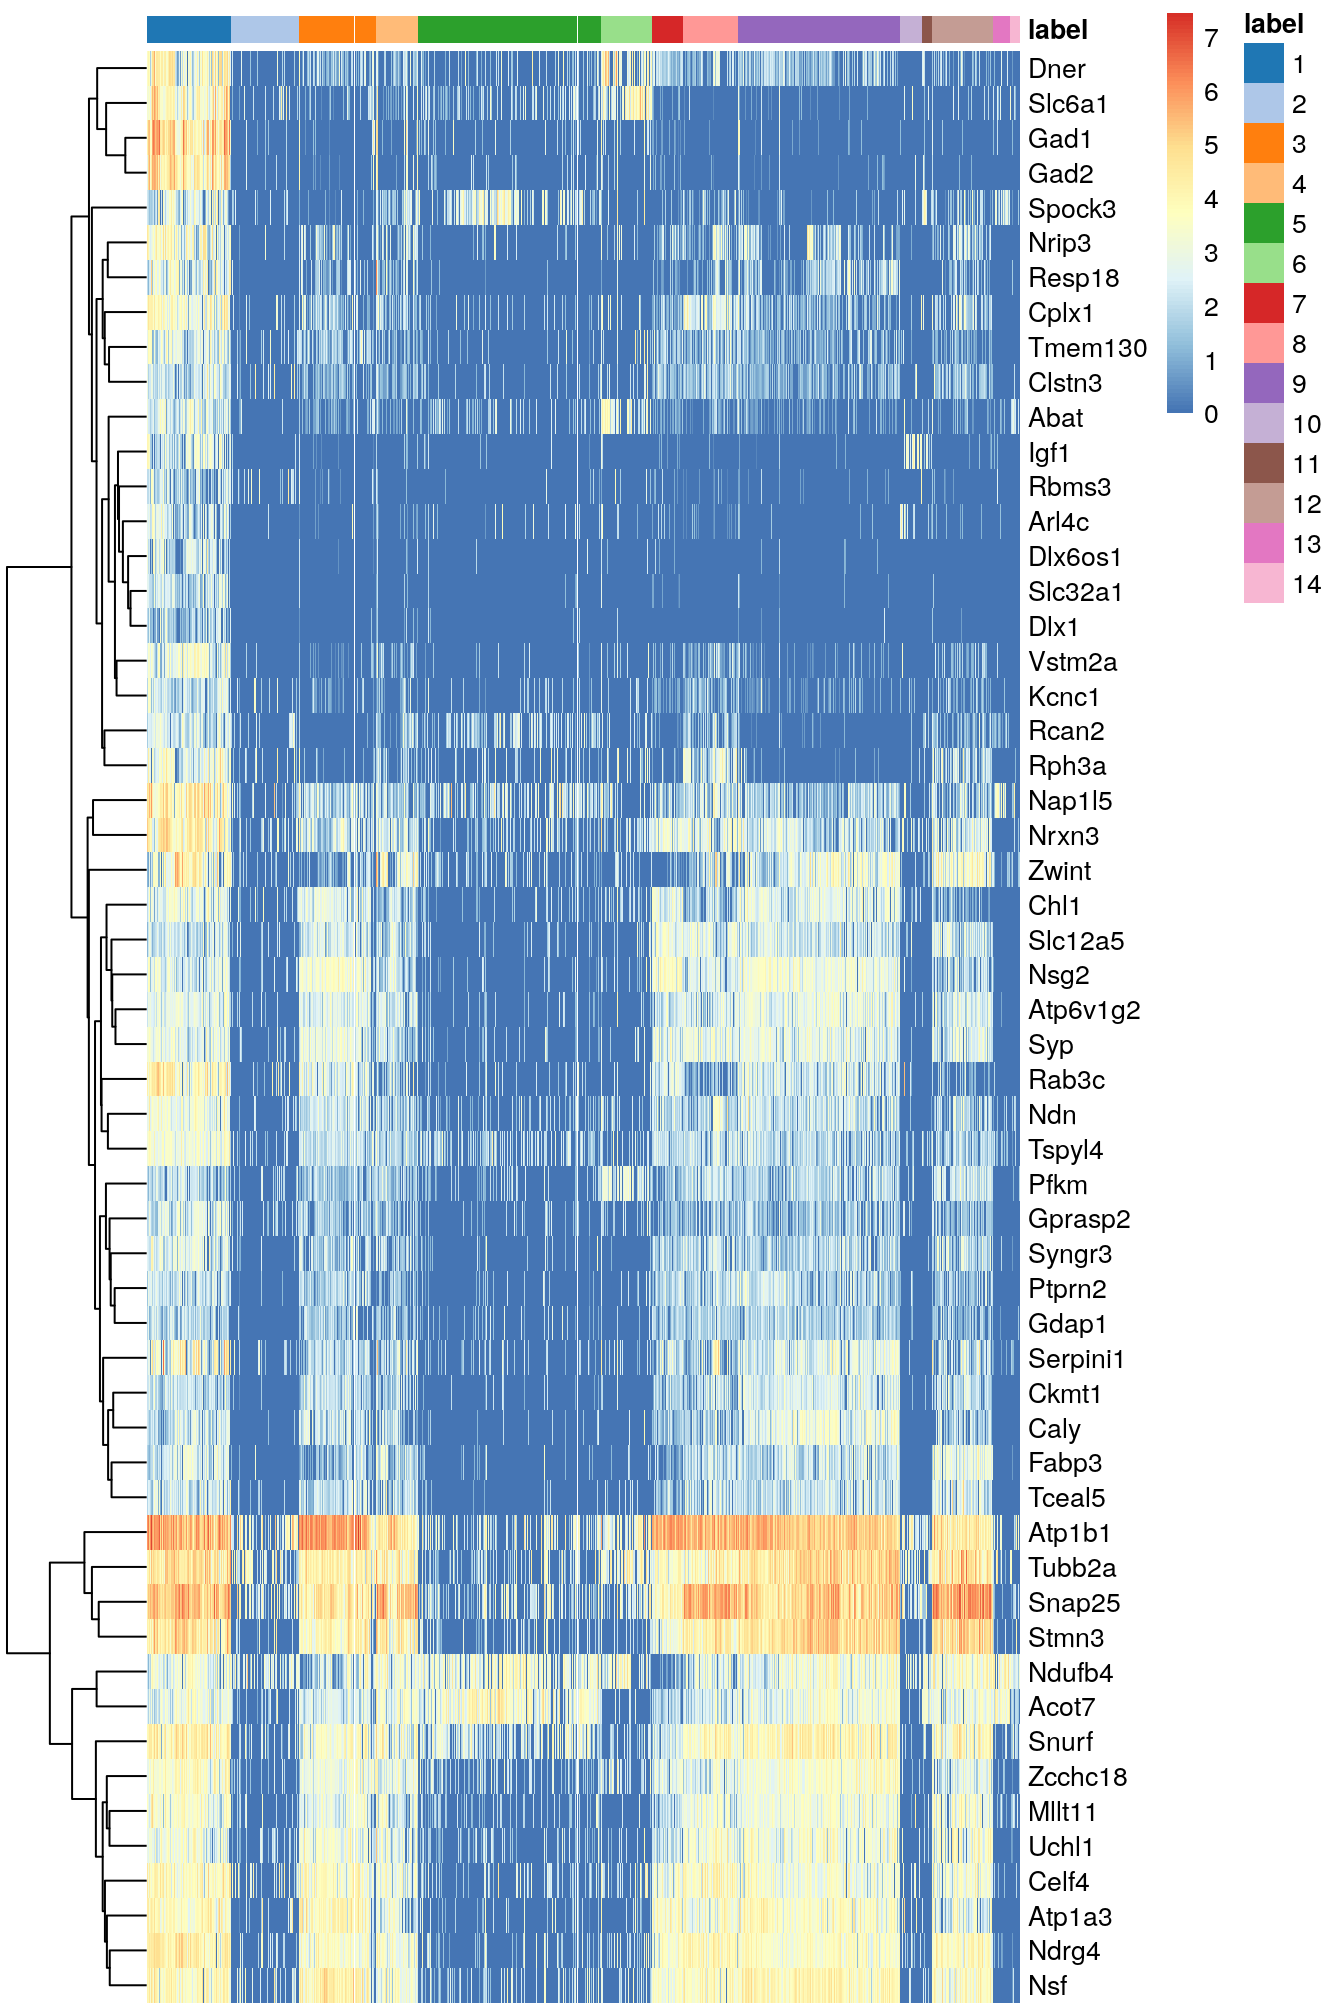 label
Dner
Slc6a1
Gad1
Gad2
Spock3
Nrip3
Resp18
Cplx1
Tmem130
Clstn3
Abat
Igf1
Rbms3
Arl4c
Dlx6os1
Slc32a1
Dlx1
Vstm2a
Kcnc1
Rcan2
Rph3a
Nap1l5
Nrxn3
Zwint
Chl1
Slc12a5
Nsg2
Atp6v1g2
Syp
Rab3c
Ndn
Tspyl4
Pfkm
Gprasp2
Syngr3
Ptprn2
Gdap1
Serpini1
Ckmt1
Caly
Fabp3
Tceal5
Atp1b1
Tubb2a
Snap25
Stmn3
Ndufb4
Acot7
Snurf
Zcchc18
Mllt11
Uchl1
Celf4
Atp1a3
Ndrg4
Nsf
7
6
5
4
3
2
1
0
label
1
2
3
4
5
6
7
8
9
10
11
12
13
14